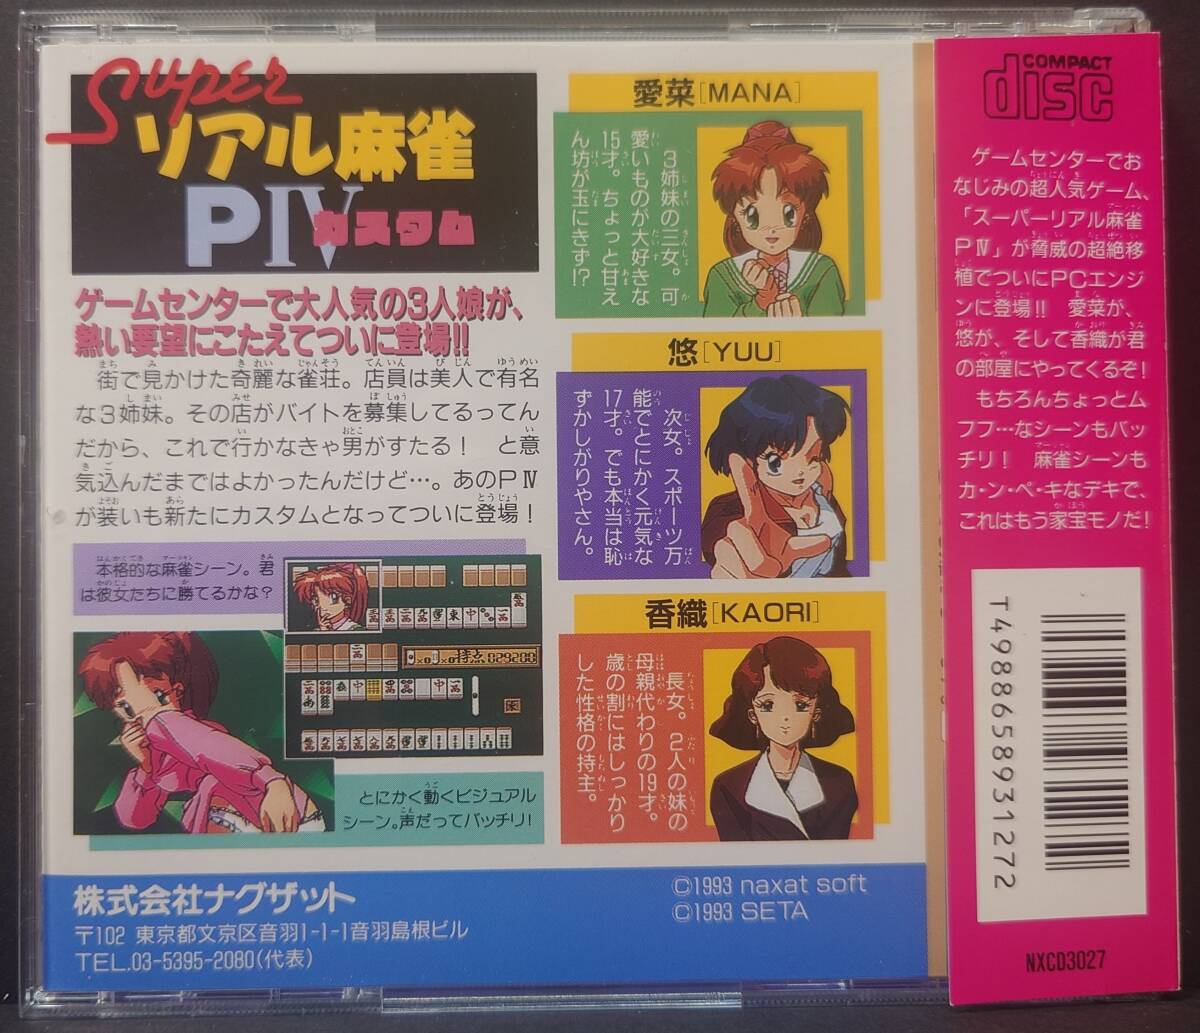 Super
リアル麻雀
PⅣ カスタム
ゲームセンターで大人気の3人娘が、
熱い要望にこたえてついに登場!!
街で見かけた奇麗な雀荘。店員は美人で有名
な3姉妹。その店がバイトを募集してるってん
だから、これで行かなきゃ男がすたる! と意
気込んだまではよかったんだけど…。あのPⅣ
が装いも新たにカスタムとなってついに登場!
本格的な麻雀シーン。君
は彼女たちに勝てるかな?
持点 029200
とにかく動くビジュアル
シーン。声だってバッチリ!
愛菜[MANA]
3姉妹の三女。可
愛いものが大好きな
15才。ちょっと甘え
ん坊が玉にきず!?
悠[YUU]
次女。スポーツ万
能でとにかく元気な
17才。でも本当は恥
ずかしがりやさん。
香織[KAORI]
長女。2人の妹の
母親代わりの19才。
歳の割にはしっかり
した性格の持主。
株式会社ナグザット
〒102 東京都文京区音羽1-1-1音羽島根ビル
TEL.03-5395-2080(代表)
©1993 naxat soft
©1993 SETA
COMPACT
disc
ゲームセンターでお
なじみの超人気ゲーム、
「スーパーリアル麻雀
PⅣ」が脅威の超絶移
植でついにPCエンジ
ンに登場!! 愛菜が、
悠が、そして香織が君
の部屋にやってくるぞ!
もちろんちょっとム
フフ…なシーンもバッ
チリ! 麻雀シーンも
カ・ン・ペ・キなデキで、
これはもう家宝モノだ!
T4988658931272
NXCD3027